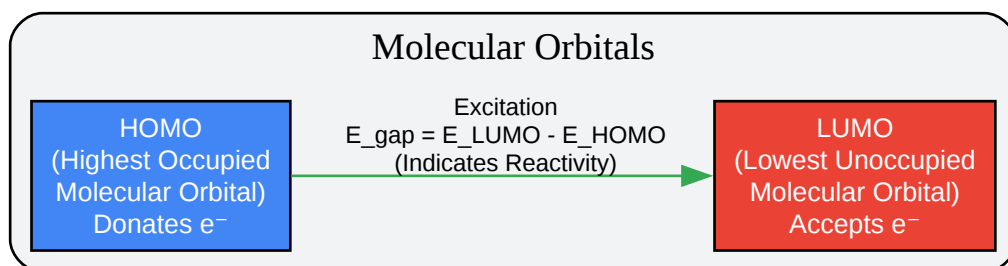 Molecular Orbitals
HOMO
(Highest Occupied
Molecular Orbital)
Donates e⁻
Excitation
E_gap = E_LUMO - E_HOMO
(Indicates Reactivity)
LUMO
(Lowest Unoccupied
Molecular Orbital)
Accepts e⁻